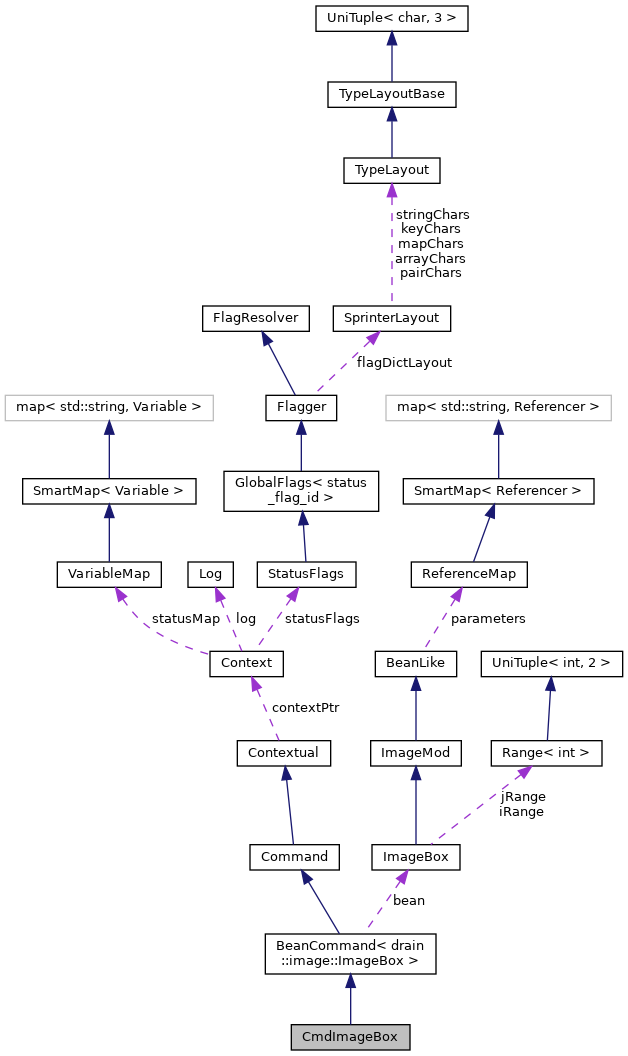 UniTuple< char, 3 >
TypeLayoutBase
TypeLayout
stringChars
keyChars
mapChars
arrayChars
pairChars
FlagResolver
SprinterLayout
flagDictLayout
map< std::string, Variable >
Flagger
map< std::string, Referencer >
SmartMap< Variable >
GlobalFlags< status
_flag_id >
SmartMap< Referencer >
VariableMap
Log
StatusFlags
ReferenceMap
statusMap
log
statusFlags
parameters
Context
BeanLike
UniTuple< int, 2 >
contextPtr
Contextual
ImageMod
Range< int >
jRange
iRange
Command
ImageBox
bean
BeanCommand< drain
::image::ImageBox >
CmdImageBox